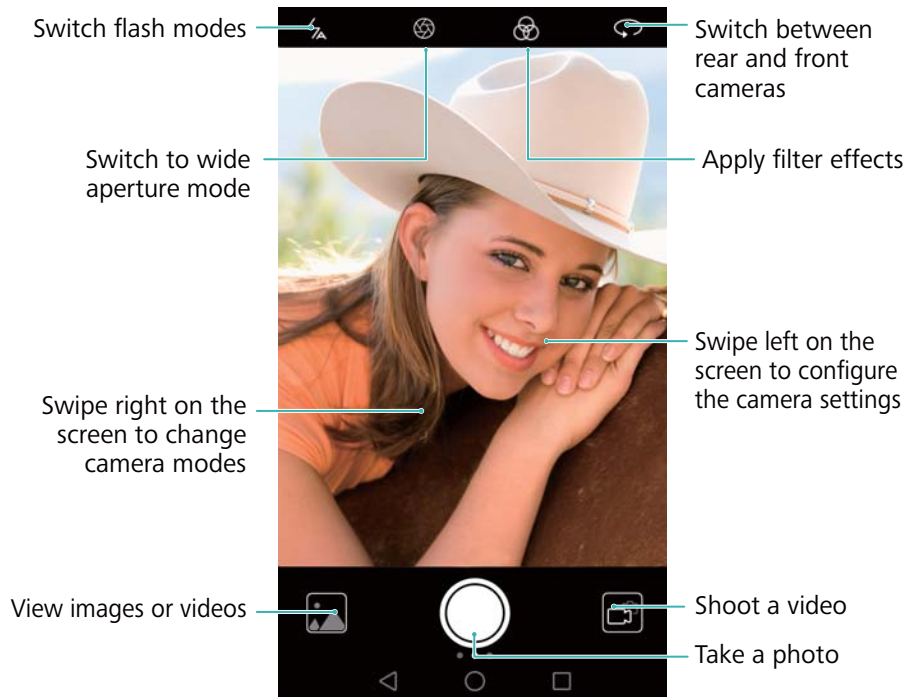 Switch flash modes
Switch between
rear and front
cameras
Switch to wide
aperture mode
Apply filter effects
Swipe left on the
screen to configure
the camera settings
Swipe right on the
screen to change
camera modes
View images or videos
Shoot a video
Take a photo